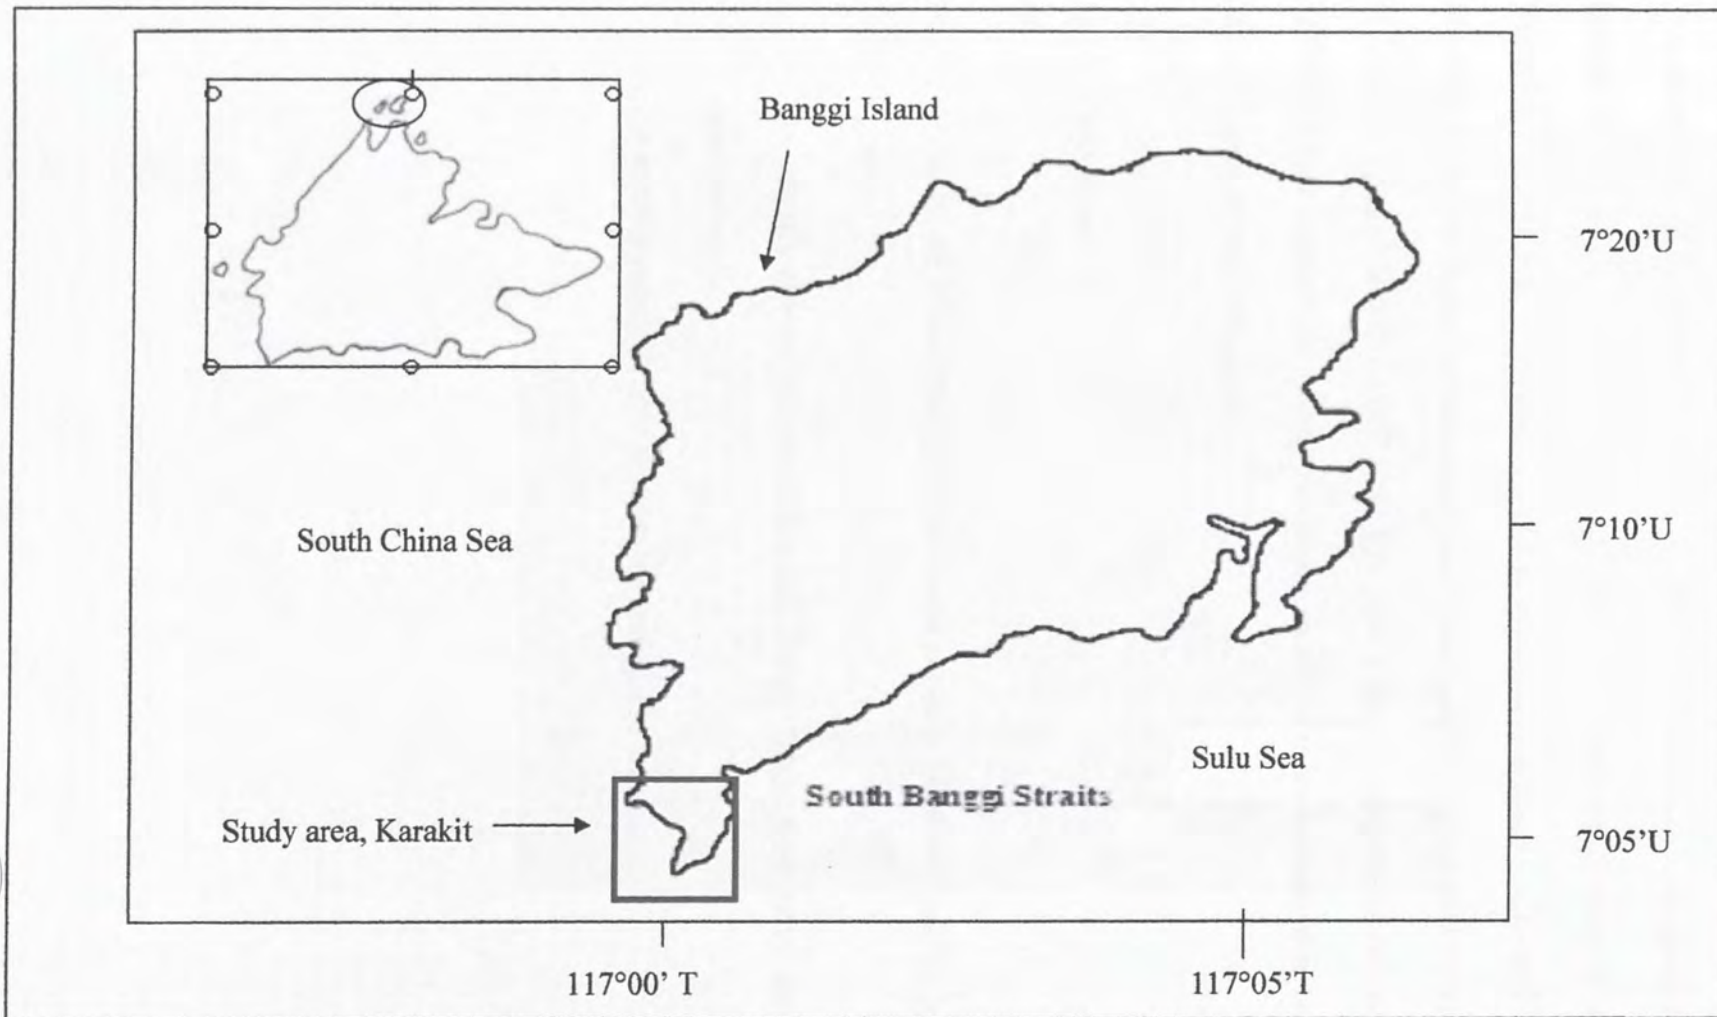 Banggi Island
7°20’U
South China Sea
7°10’U
Sulu Sea
South Banggi Straits
Study area, Karakit
7°05’U
117°00’ T
117°05’T